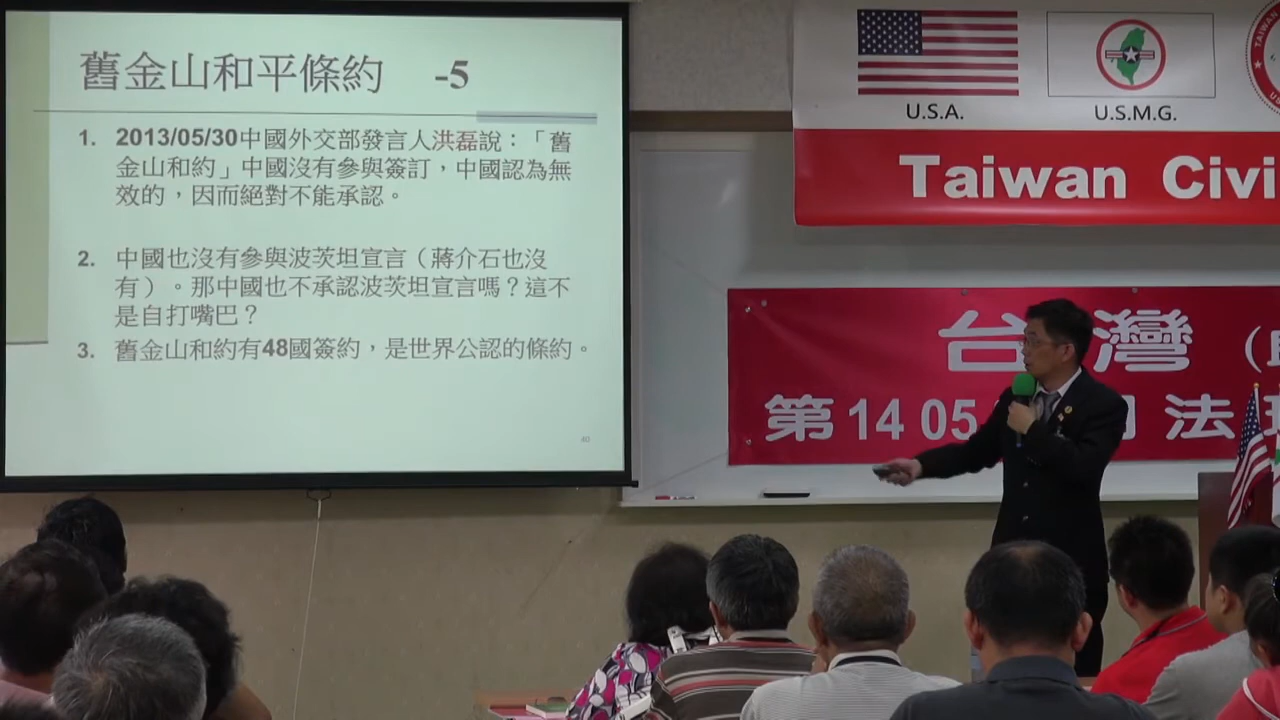 舊金山和平條約 -5
1. 2013/05/30中國外交部發言人洪磊說：「舊
金山和約」中國沒有參與簽訂，中國認為無
效的，因而絕對不能承認。
2. 中國也沒有參與波茨坦宣言（蔣介石也沒
有）。那中國也不承認波茨坦宣言嗎？這不
是自打嘴巴？
3. 舊金山和約有48國簽約，是世界公認的條約。
40
U.S.A.
U.S.M.G.
TAIWAN
Taiwan Civi
台 灣（
第 14 05 法